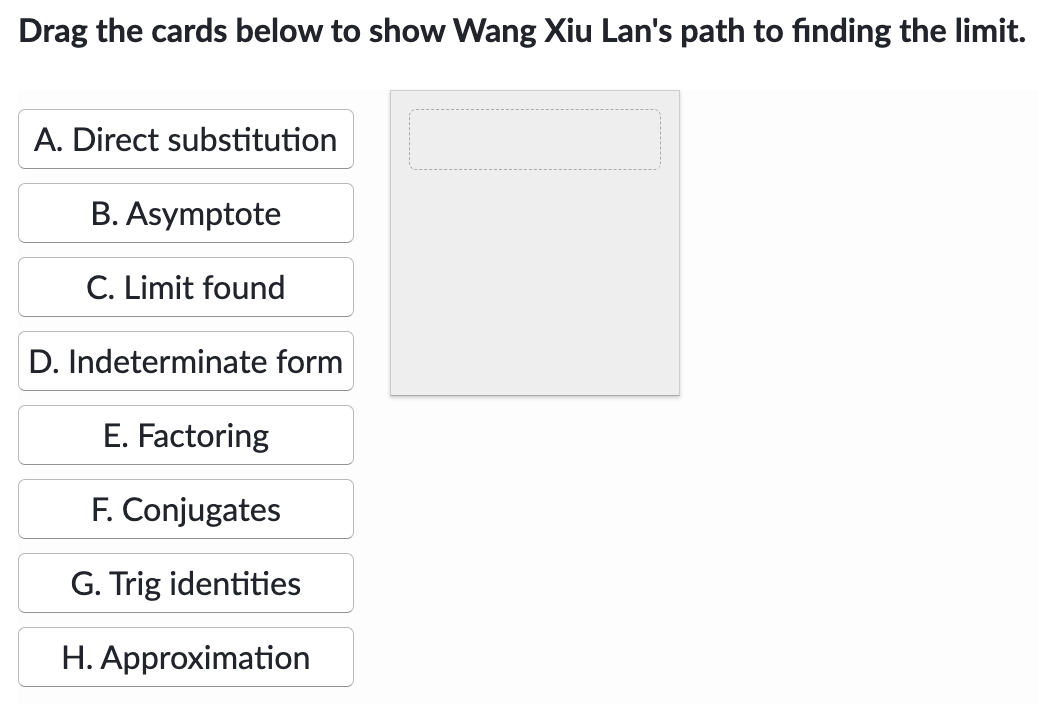 Drag the cards below to show Wang Xiu Lan's path to finding the limit.
A. Direct substitution
B. Asymptote
C. Limit found
D. Indeterminate form
E. Factoring
F. Conjugates
G. Trig identities
H. Approximation